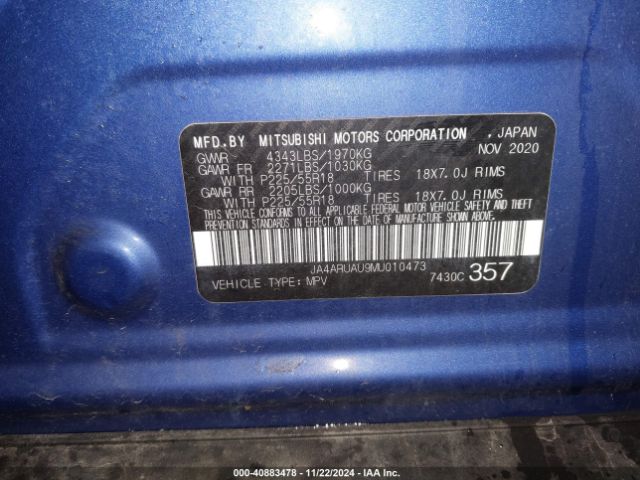 MFD.BY MITSUBISHI MOTORS CORPORATION , JAPAN
GVWR 4343LBS/1970KG NOV 2020
GAWR FR 2271LBS/1030KG
WITH P225/55R18 TIRES 18X7.0J RIMS
GAWR RR 2205LBS/1000KG
WITH P225/55R18 TIRES 18X7.0J RIMS
THIS VEHICLE CONFORMS TO ALL APPLICABLE FEDERAL MOTOR VEHICLE SAFETY AND THEFT
PREVENTION STANDARDS IN EFFECT ON THE DATE OF MANUFACTURE SHOWN ABOVE.
JA4ARUAU9MU010473
VEHICLE TYPE: MPV 7430C 357
000-40883478 - 11/22/2024 - IAA Inc.